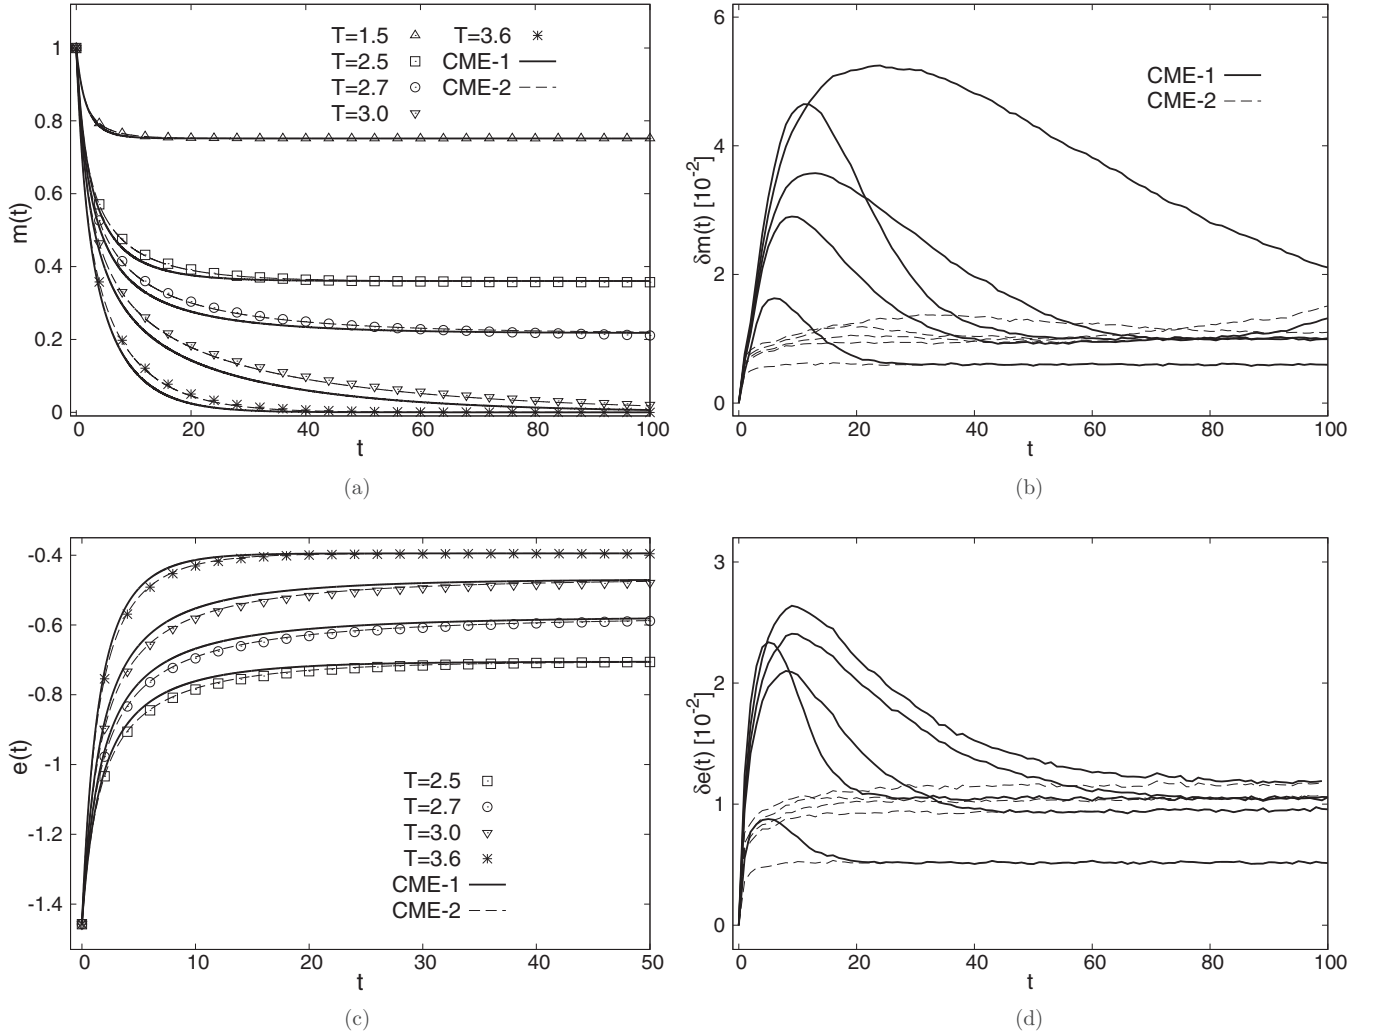 T=1.5 T=3.6
T=2.5 CME-1
T=2.7 CME-2
T=3.0
1
0.8
0.6
0.4
0.2
0
m(t)
0 20 40 60 80 100
t
(a)
CME-1
CME-2
6
4
2
0
δm(t) [10-2]
0 20 40 60 80 100
t
(b)
-0.4
-0.6
-0.8
-1
-1.2
-1.4
e(t)
T=2.5
T=2.7
T=3.0
T=3.6
CME-1
CME-2
0 10 20 30 40 50
t
(c)
3
2
1
0
δe(t) [10-2]
0 20 40 60 80 100
t
(d)